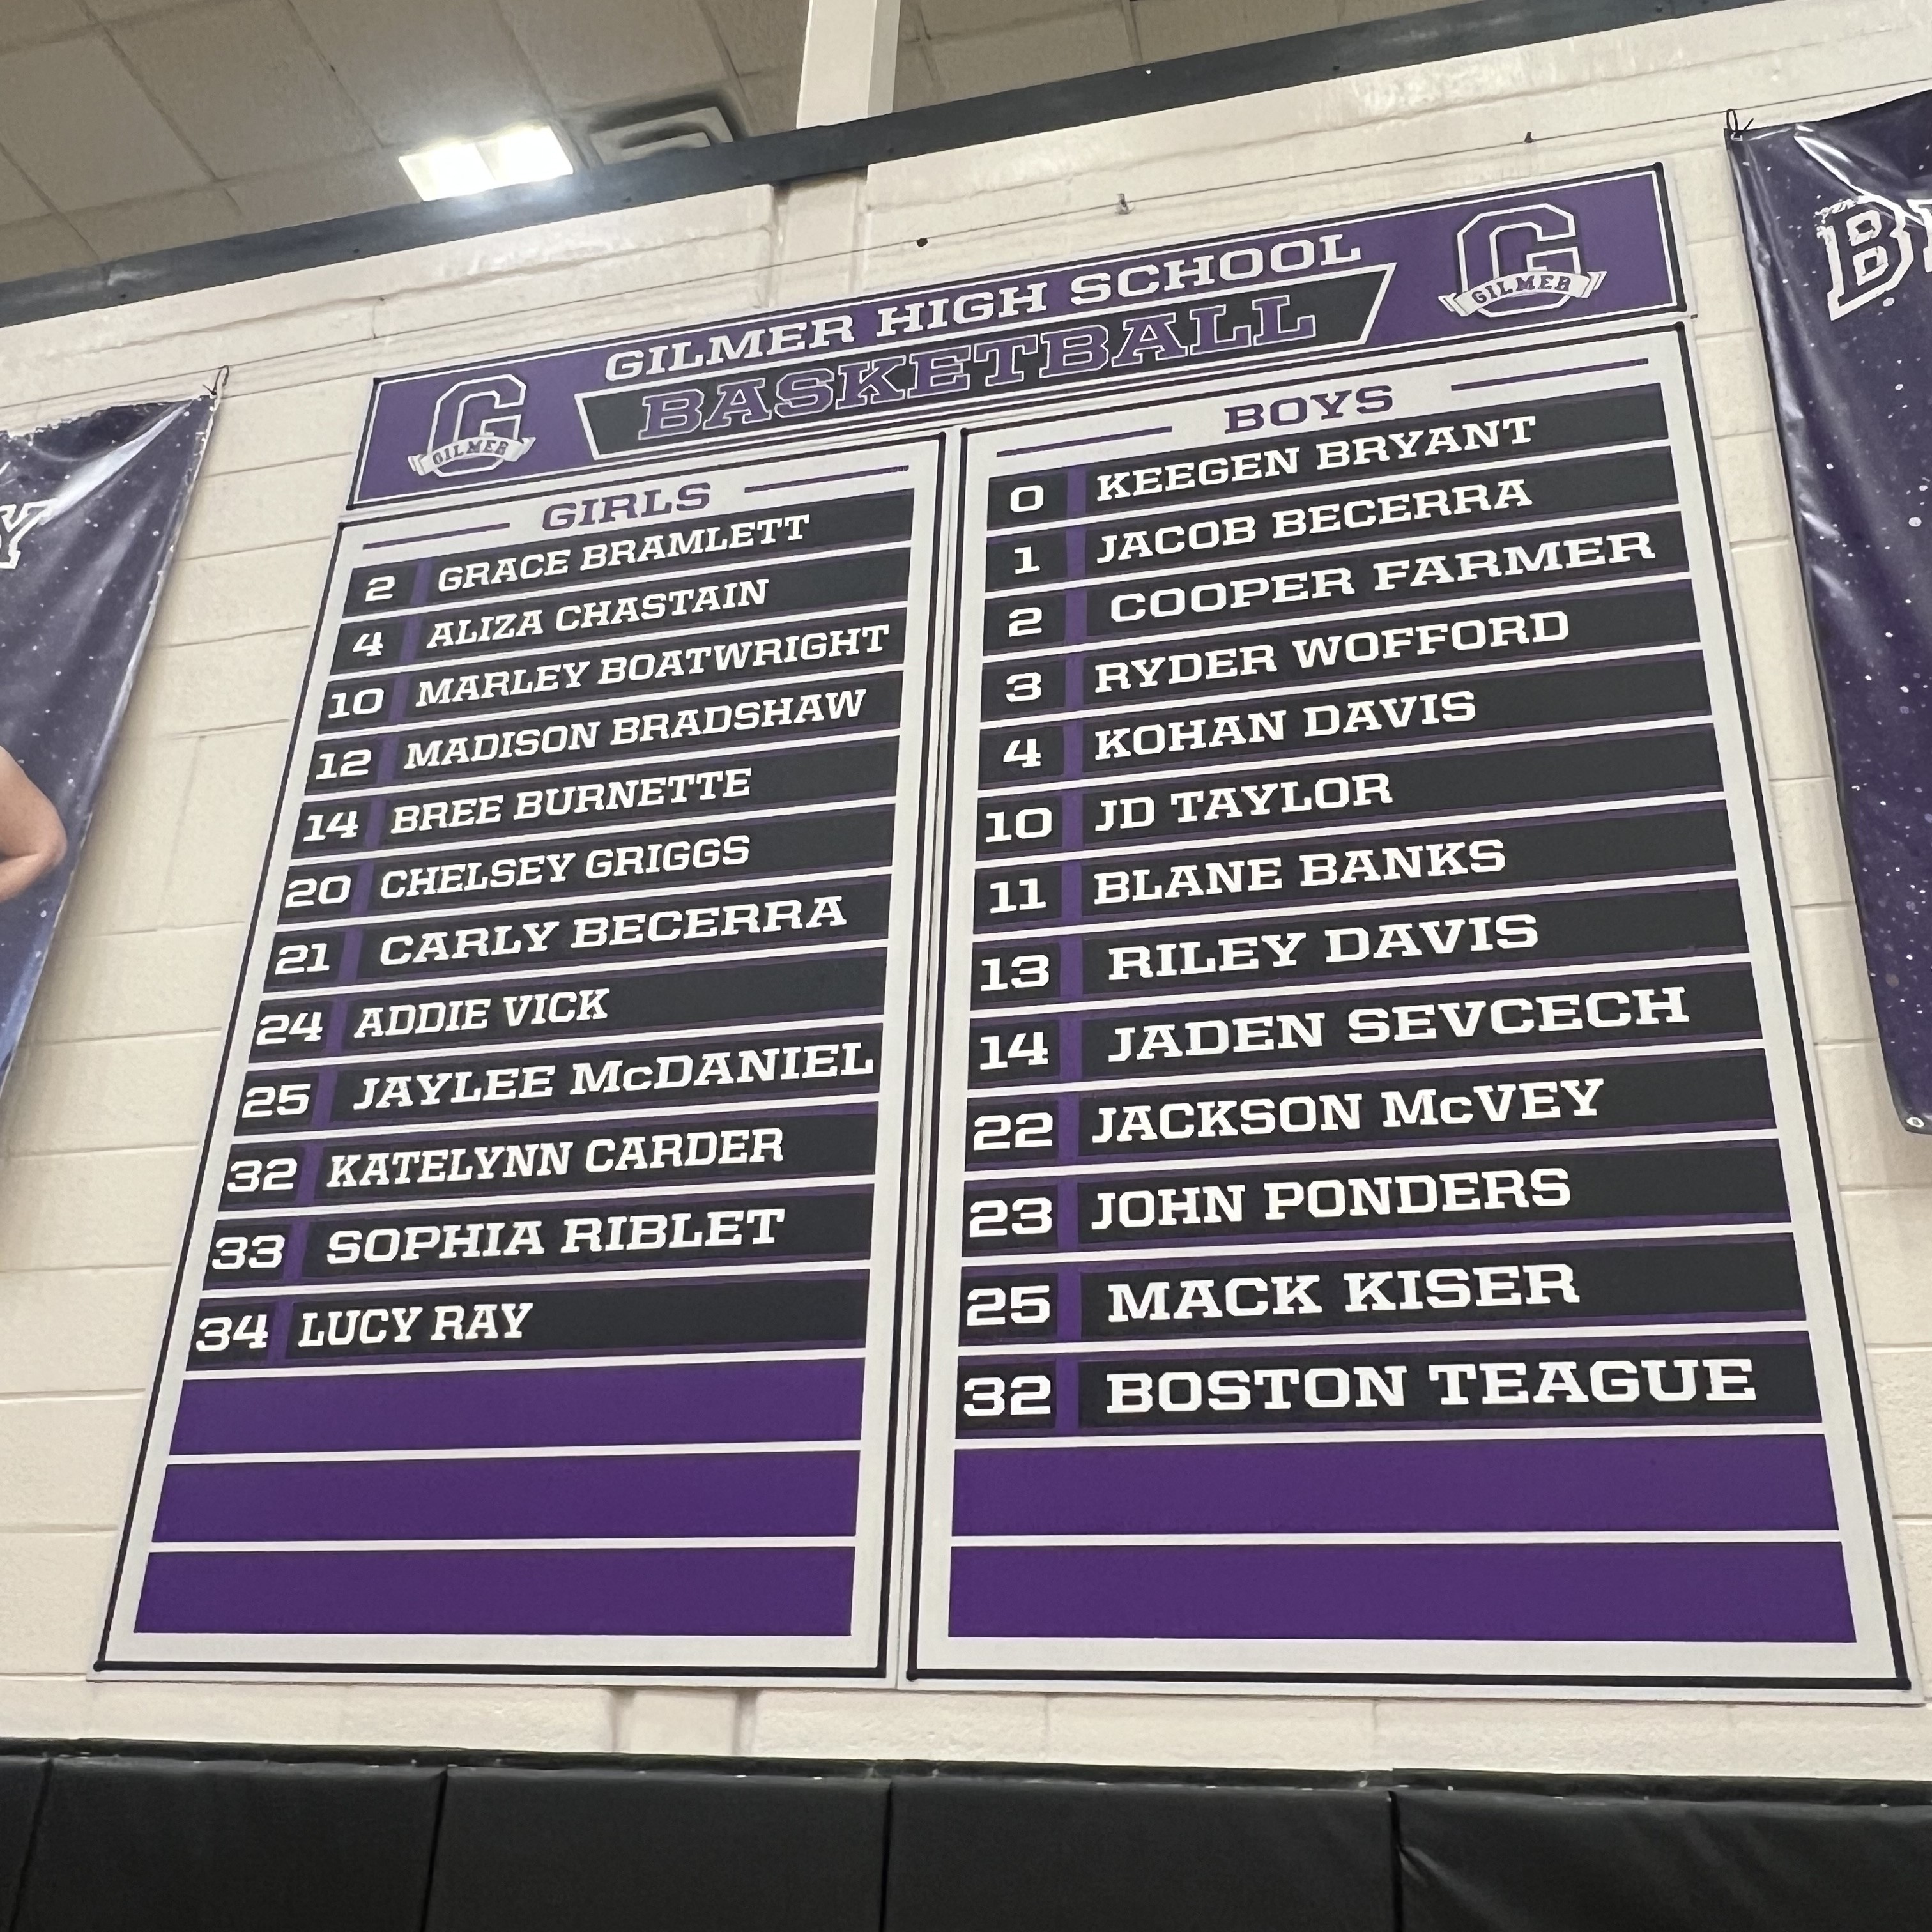 GILMER HIGH SCHOOL
BASKETBALL
GILMER
GILMER
GIRLS
2 GRACE BRAMLETT
4 ALIZA CHASTAIN
10 MARLEY BOATWRIGHT
12 MADISON BRADSHAW
14 BREE BURNETTE
20 CHELSEY GRIGGS
21 CARLY BECERRA
24 ADDIE VICK
25 JAYLEE McDANIEL
32 KATELYNN CARDER
33 SOPHIA RIBLET
34 LUCY RAY
BOYS
0 KEEGEN BRYANT
1 JACOB BECERRA
2 COOPER FARMER
3 RYDER WOFFORD
4 KOHAN DAVIS
10 JD TAYLOR
11 BLANE BANKS
13 RILEY DAVIS
14 JADEN SEVCECH
22 JACKSON McVEY
23 JOHN PONDERS
25 MACK KISER
32 BOSTON TEAGUE